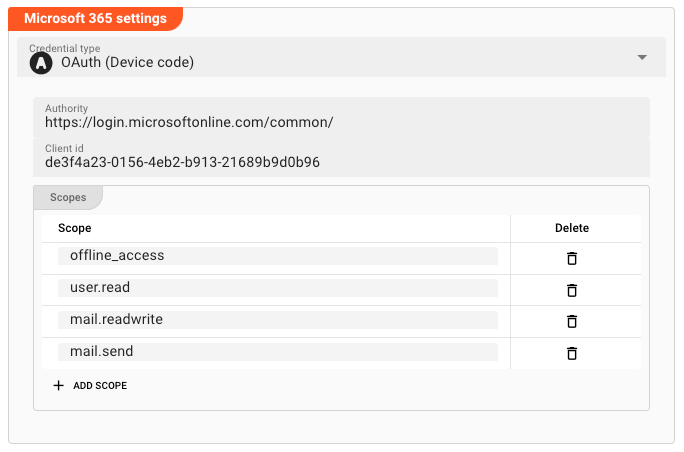 Microsoft 365 settings
Credential type
A OAuth (Device code)
Authority
https://login.microsoftonline.com/common/
Client id
de3f4a23-0156-4eb2-b913-21689b9d0b96
Scopes
Scope Delete
offline_access
user.read
mail.readwrite
mail.send
ADD SCOPE